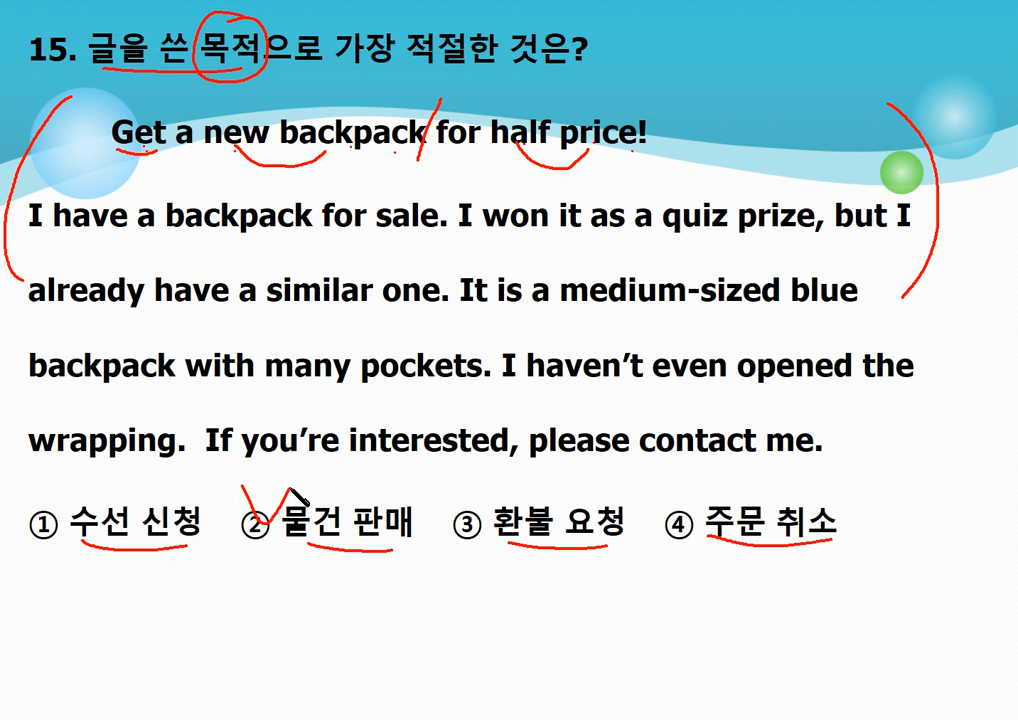 15. 글을 쓴 목적으로 가장 적절한 것은?
Get a new backpack for half price!
I have a backpack for sale. I won it as a quiz prize, but I
already have a similar one. It is a medium-sized blue
backpack with many pockets. I haven't even opened the
wrapping. If you're interested, please contact me.
① 수선 신청 ② 물건 판매 ③ 환불 요청 ④ 주문 취소